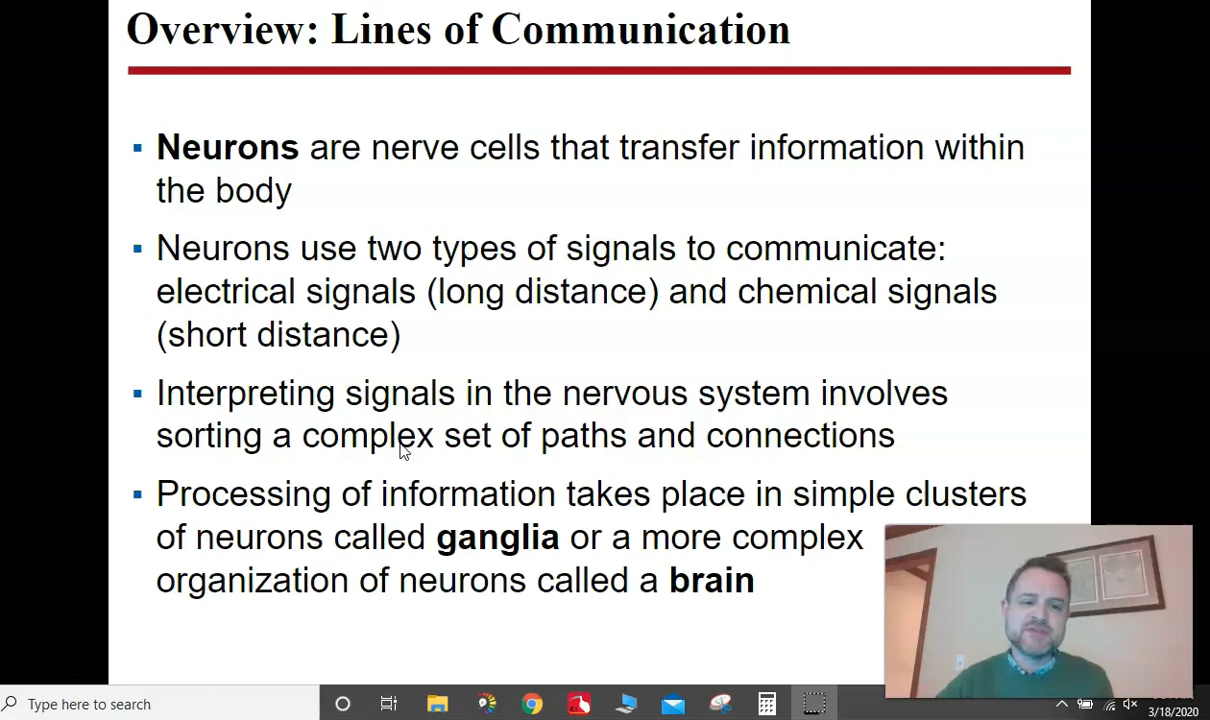 Overview: Lines of Communication
▪ Neurons are nerve cells that transfer information within
the body
▪ Neurons use two types of signals to communicate:
electrical signals (long distance) and chemical signals
(short distance)
▪ Interpreting signals in the nervous system involves
sorting a complex set of paths and connections
▪ Processing of information takes place in simple clusters
of neurons called ganglia or a more complex
organization of neurons called a brain
Type here to search
3/18/2020